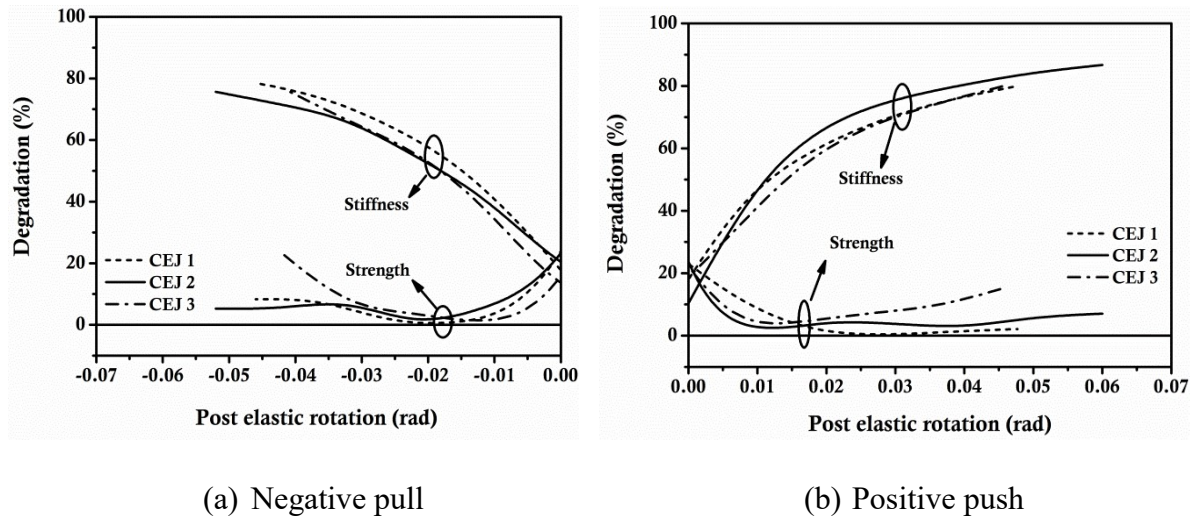 Degradation (%)
100
80
60
40
20
0
Stiffness
Strength
CEJ 1
CEJ 2
CEJ 3
-0.07 -0.06 -0.05 -0.04 -0.03 -0.02 -0.01 0.00
Post elastic rotation (rad)
(a) Negative pull
Degradation (%)
100
80
60
40
20
0
Stiffness
Strength
CEJ 1
CEJ 2
CEJ 3
0.00 0.01 0.02 0.03 0.04 0.05 0.06 0.07
Post elastic rotation (rad)
(b) Positive push